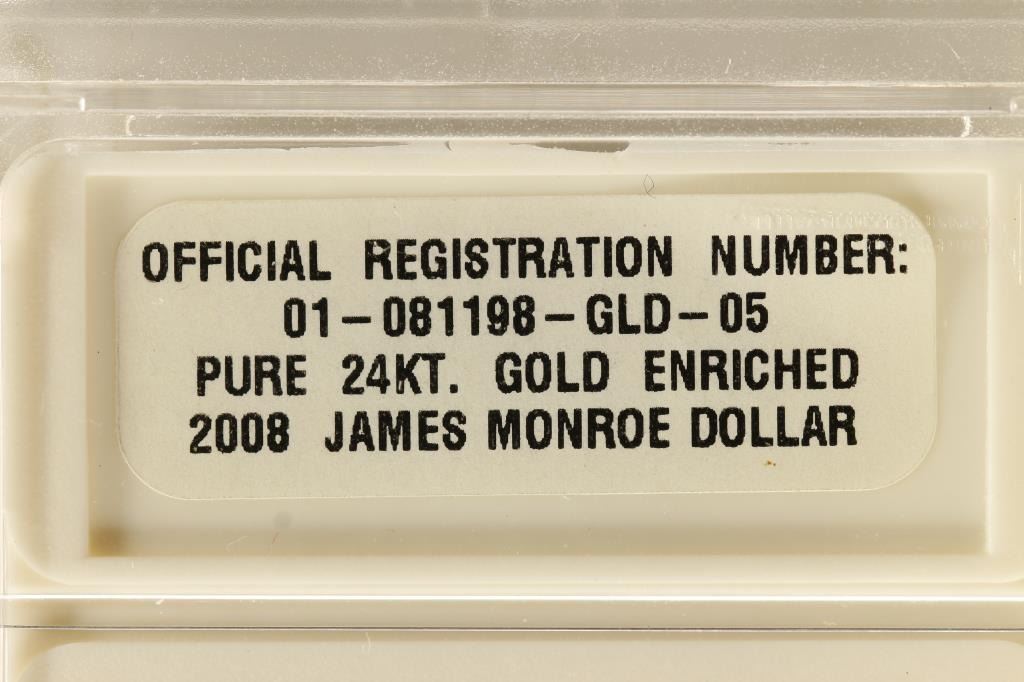 OFFICIAL REGISTRATION NUMBER:
01-081198-GLD-05
PURE 24KT. GOLD ENRICHED
2008 JAMES MONROE DOLLAR